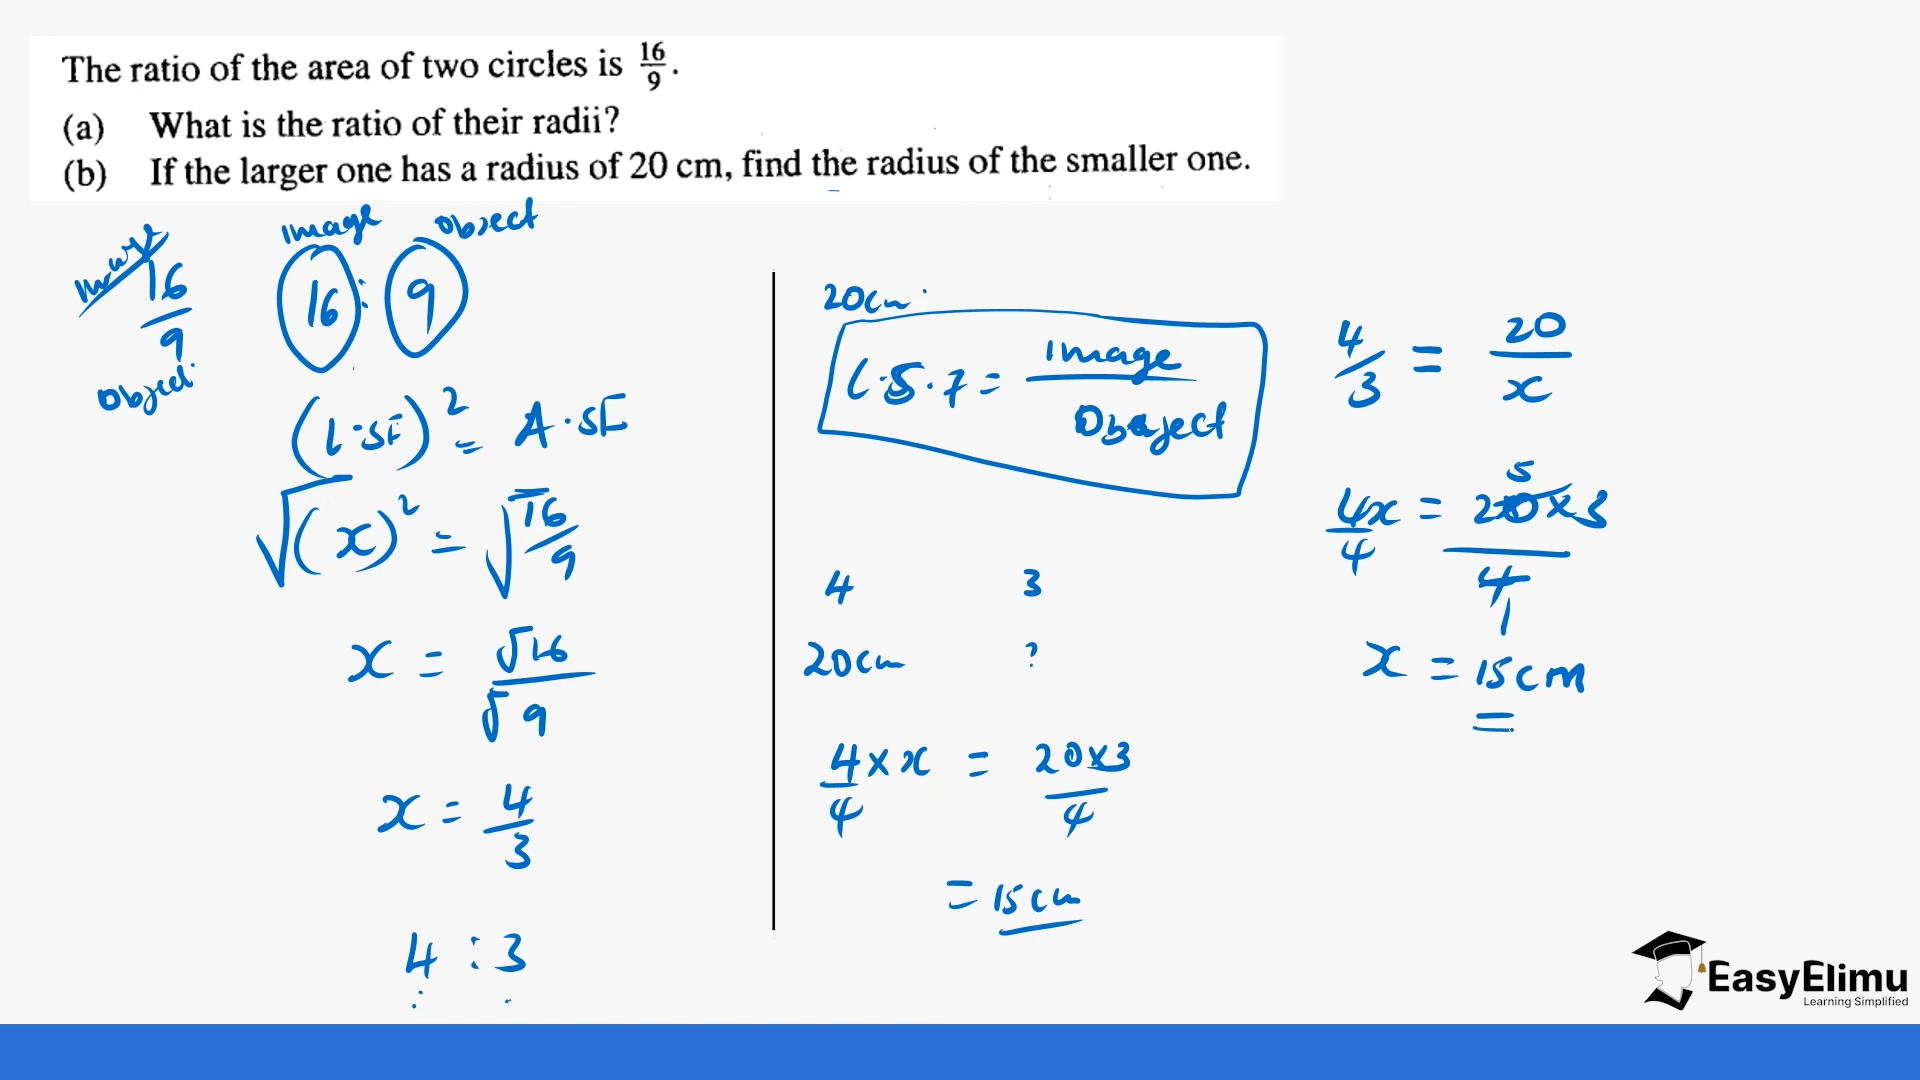 The ratio of the area of two circles is 16/9.
(a) What is the ratio of their radii?
(b) If the larger one has a radius of 20 cm, find the radius of the smaller one.
16/9
Object
Image Object
16 : 9
(L.SF)² = A.SF
√(x)² = √16/9
x = √16/√9
x = 4/3
4 : 3
20cm
L.S.F = Image/Object
4 3
20cm ?
4 × x/4 = 20×3/4
= 15cm
4/3 = 20/x
4x/4 = 20×3/4
5
1
x = 15cm
EasyElimu
Learning Simplified